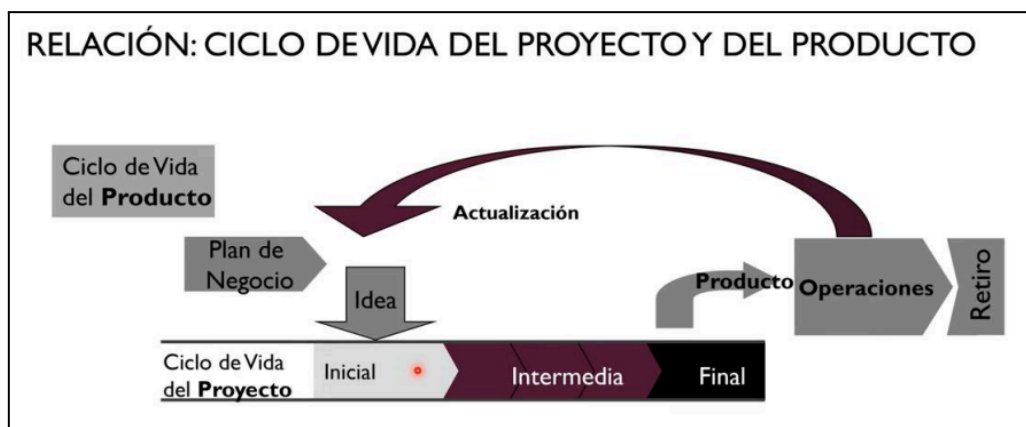 RELACIÓN: CICLO DE VIDA DEL PROYECTO Y DEL PRODUCTO
Ciclo de Vida
del Producto
Actualización
Plan de
Negocio
Idea
Producto
Operaciones
Retiro
Ciclo de Vida
del Proyecto
Inicial
Intermedia
Final